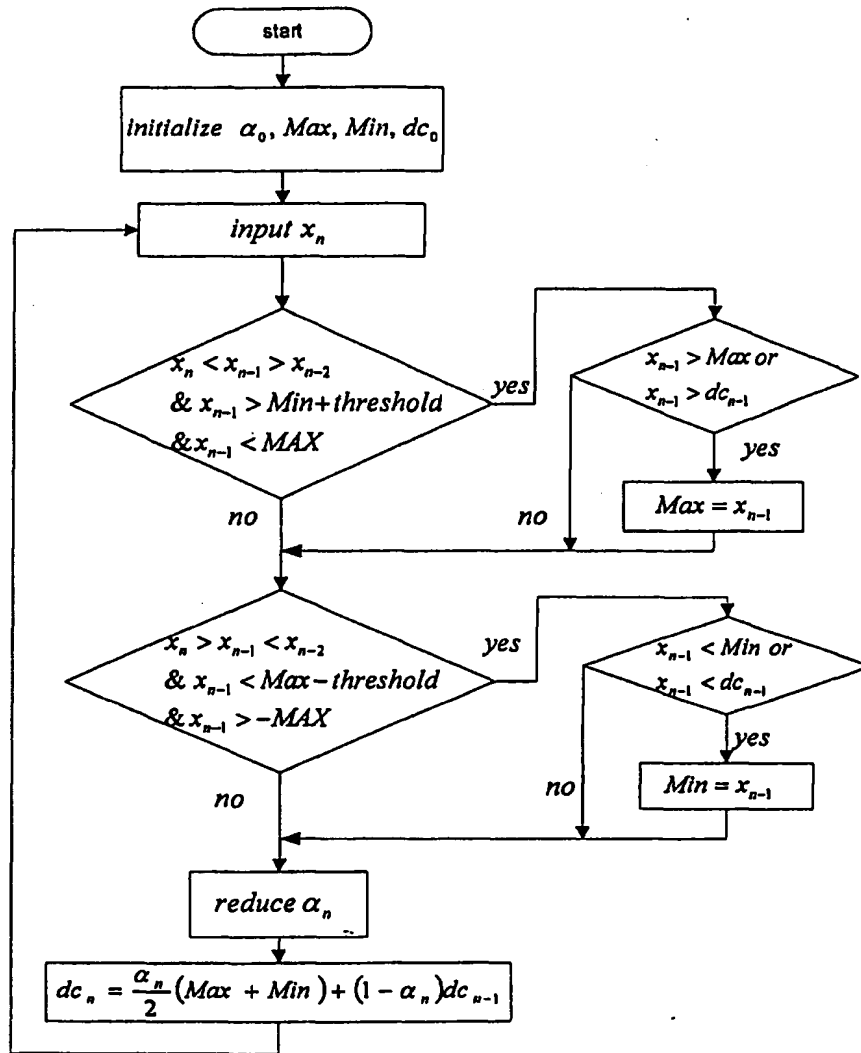 start
initialize α₀, Max, Min, dc₀
input xₙ
xₙ < xₙ₋₁ > xₙ₋₂
& xₙ₋₁ > Min+threshold
& xₙ₋₁ < MAX
yes
xₙ₋₁ > Max or
xₙ₋₁ > dcₙ₋₁
yes
Max = xₙ₋₁
no
no
xₙ > xₙ₋₁ < xₙ₋₂
& xₙ₋₁ < Max−threshold
& xₙ₋₁ > −MAX
yes
xₙ₋₁ < Min or
xₙ₋₁ < dcₙ₋₁
yes
Min = xₙ₋₁
no
no
reduce αₙ
dcₙ = αₙ/2 (Max + Min) + (1 − αₙ)dcₙ₋₁